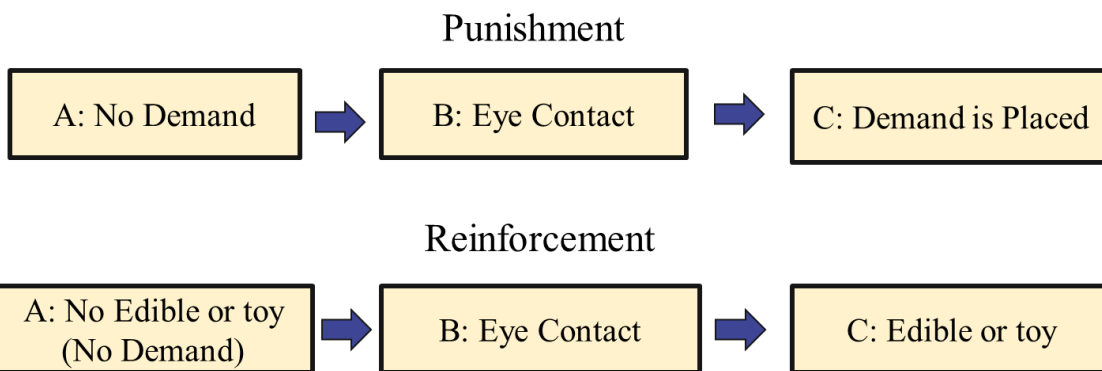 Punishment
A: No Demand
B: Eye Contact
C: Demand is Placed
Reinforcement
A: No Edible or toy
(No Demand)
B: Eye Contact
C: Edible or toy